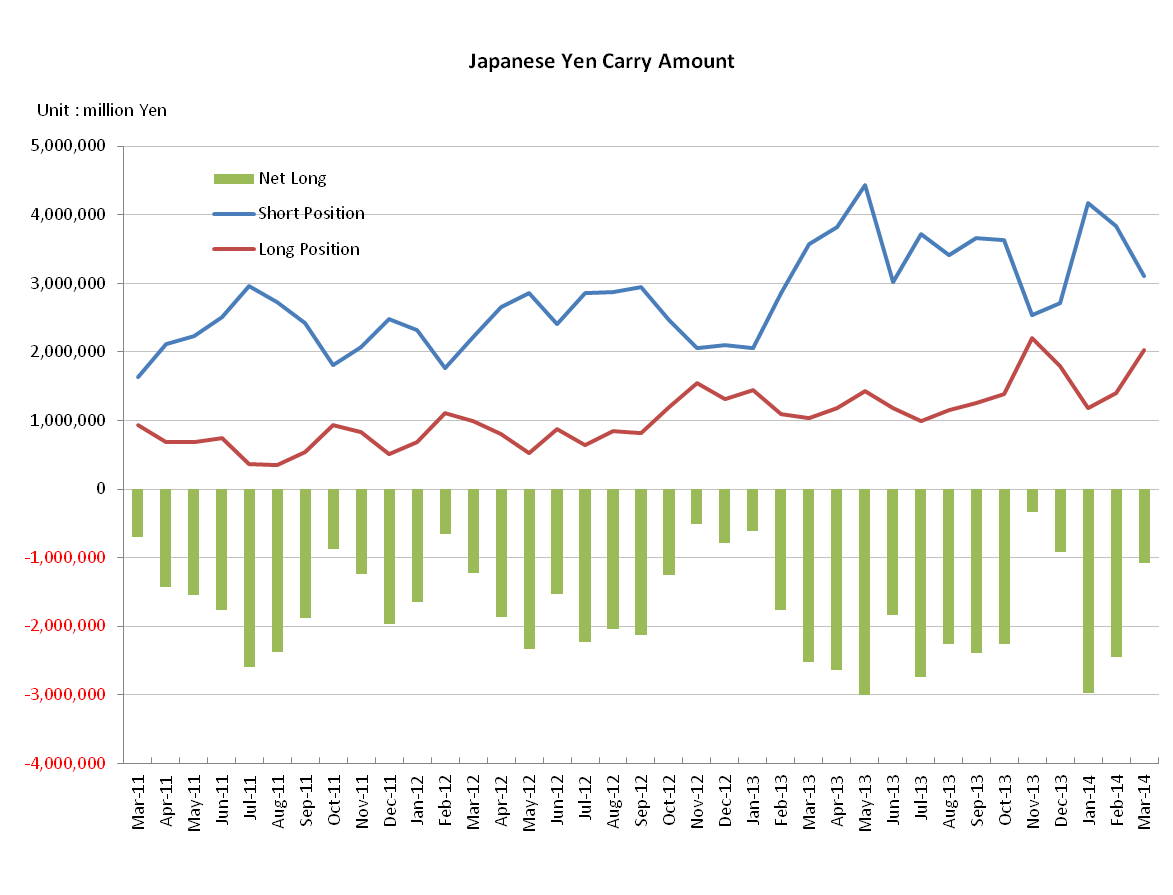 Japanese Yen Carry Amount
Unit : million Yen
5,000,000
4,000,000
3,000,000
2,000,000
1,000,000
0
-1,000,000
-2,000,000
-3,000,000
-4,000,000
Net Long
Short Position
Long Position
Mar-11
Apr-11
May-11
Jun-11
Jul-11
Aug-11
Sep-11
Oct-11
Nov-11
Dec-11
Jan-12
Feb-12
Mar-12
Apr-12
May-12
Jun-12
Jul-12
Aug-12
Sep-12
Oct-12
Nov-12
Dec-12
Jan-13
Feb-13
Mar-13
Apr-13
May-13
Jun-13
Jul-13
Aug-13
Sep-13
Oct-13
Nov-13
Dec-13
Jan-14
Feb-14
Mar-14